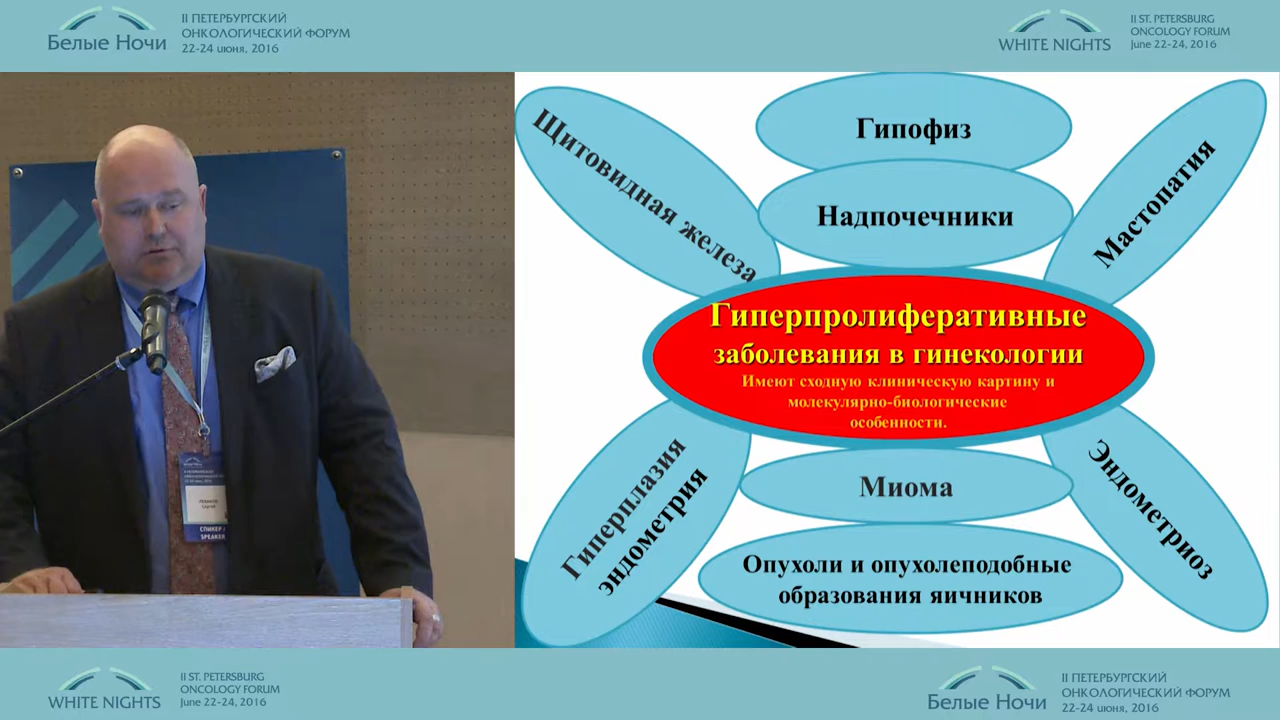 Белые Ночи
II ПЕТЕРБУРГСКИЙ
ОНКОЛОГИЧЕСКИЙ ФОРУМ
22-24 июня, 2016
WHITE NIGHTS
II ST. PETERSBURG
ONCOLOGY FORUM
June 22-24, 2016
Щитовидная железа
Гипофиз
Надпочечники
Мастопатия
Гиперпролиферативные
заболевания в гинекологии
Имеют сходную клиническую картину и
молекулярно-биологические
особенности.
Гиперплазия
эндометрия
Миома
Эндометриоз
Опухоли и опухолеподобные
образования яичников
СПИКЕР /
SPEAKER
WHITE NIGHTS
II ST. PETERSBURG
ONCOLOGY FORUM
June 22-24, 2016
Белые Ночи
II ПЕТЕРБУРГСКИЙ
ОНКОЛОГИЧЕСКИЙ ФОРУМ
22-24 июня, 2016